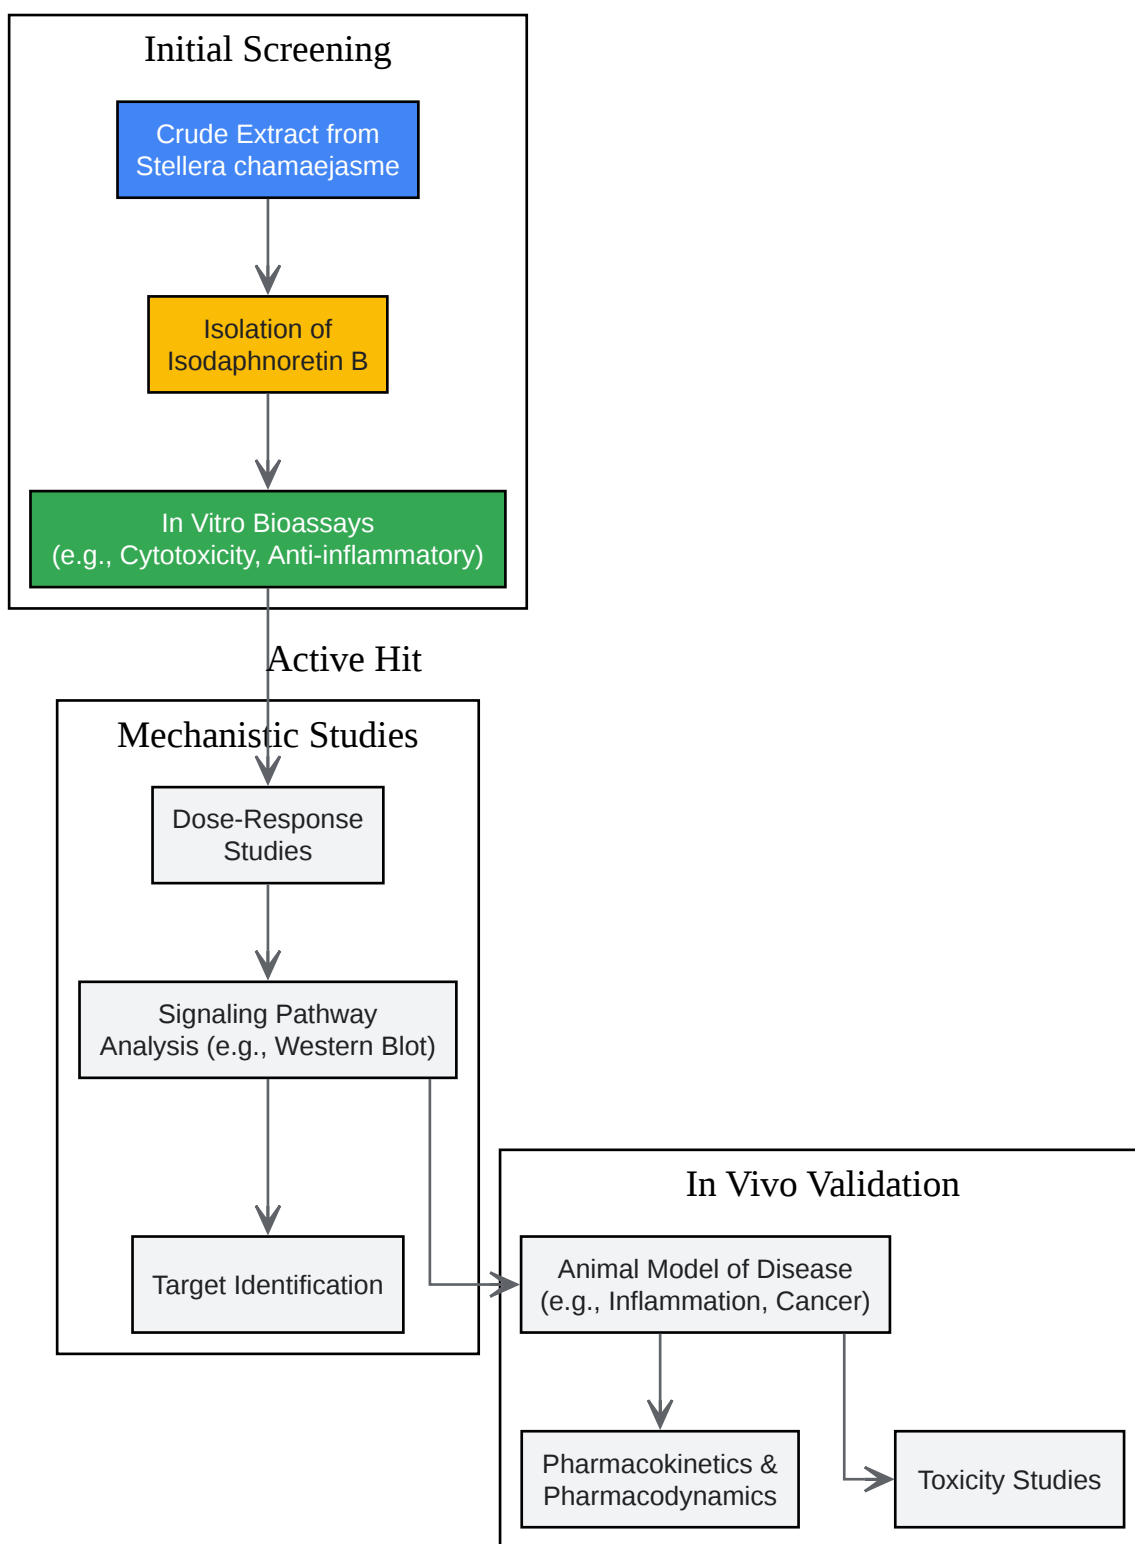 Initial Screening
Crude Extract from
Stellera chamaejasme
Isolation of
Isodaphnoretin B
In Vitro Bioassays
(e.g., Cytotoxicity, Anti-inflammatory)
Active Hit
Mechanistic Studies
Dose-Response
Studies
Signaling Pathway
Analysis (e.g., Western Blot)
Target Identification
In Vivo Validation
Animal Model of Disease
(e.g., Inflammation, Cancer)
Pharmacokinetics &
Pharmacodynamics
Toxicity Studies